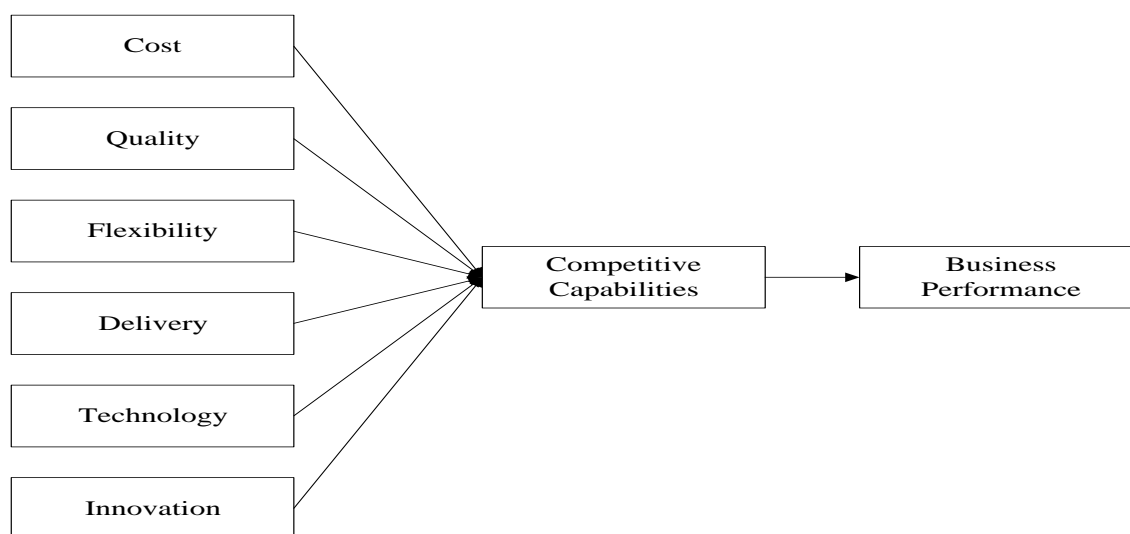 Cost
Quality
Flexibility
Delivery
Technology
Innovation
Competitive
Capabilities
Business
Performance